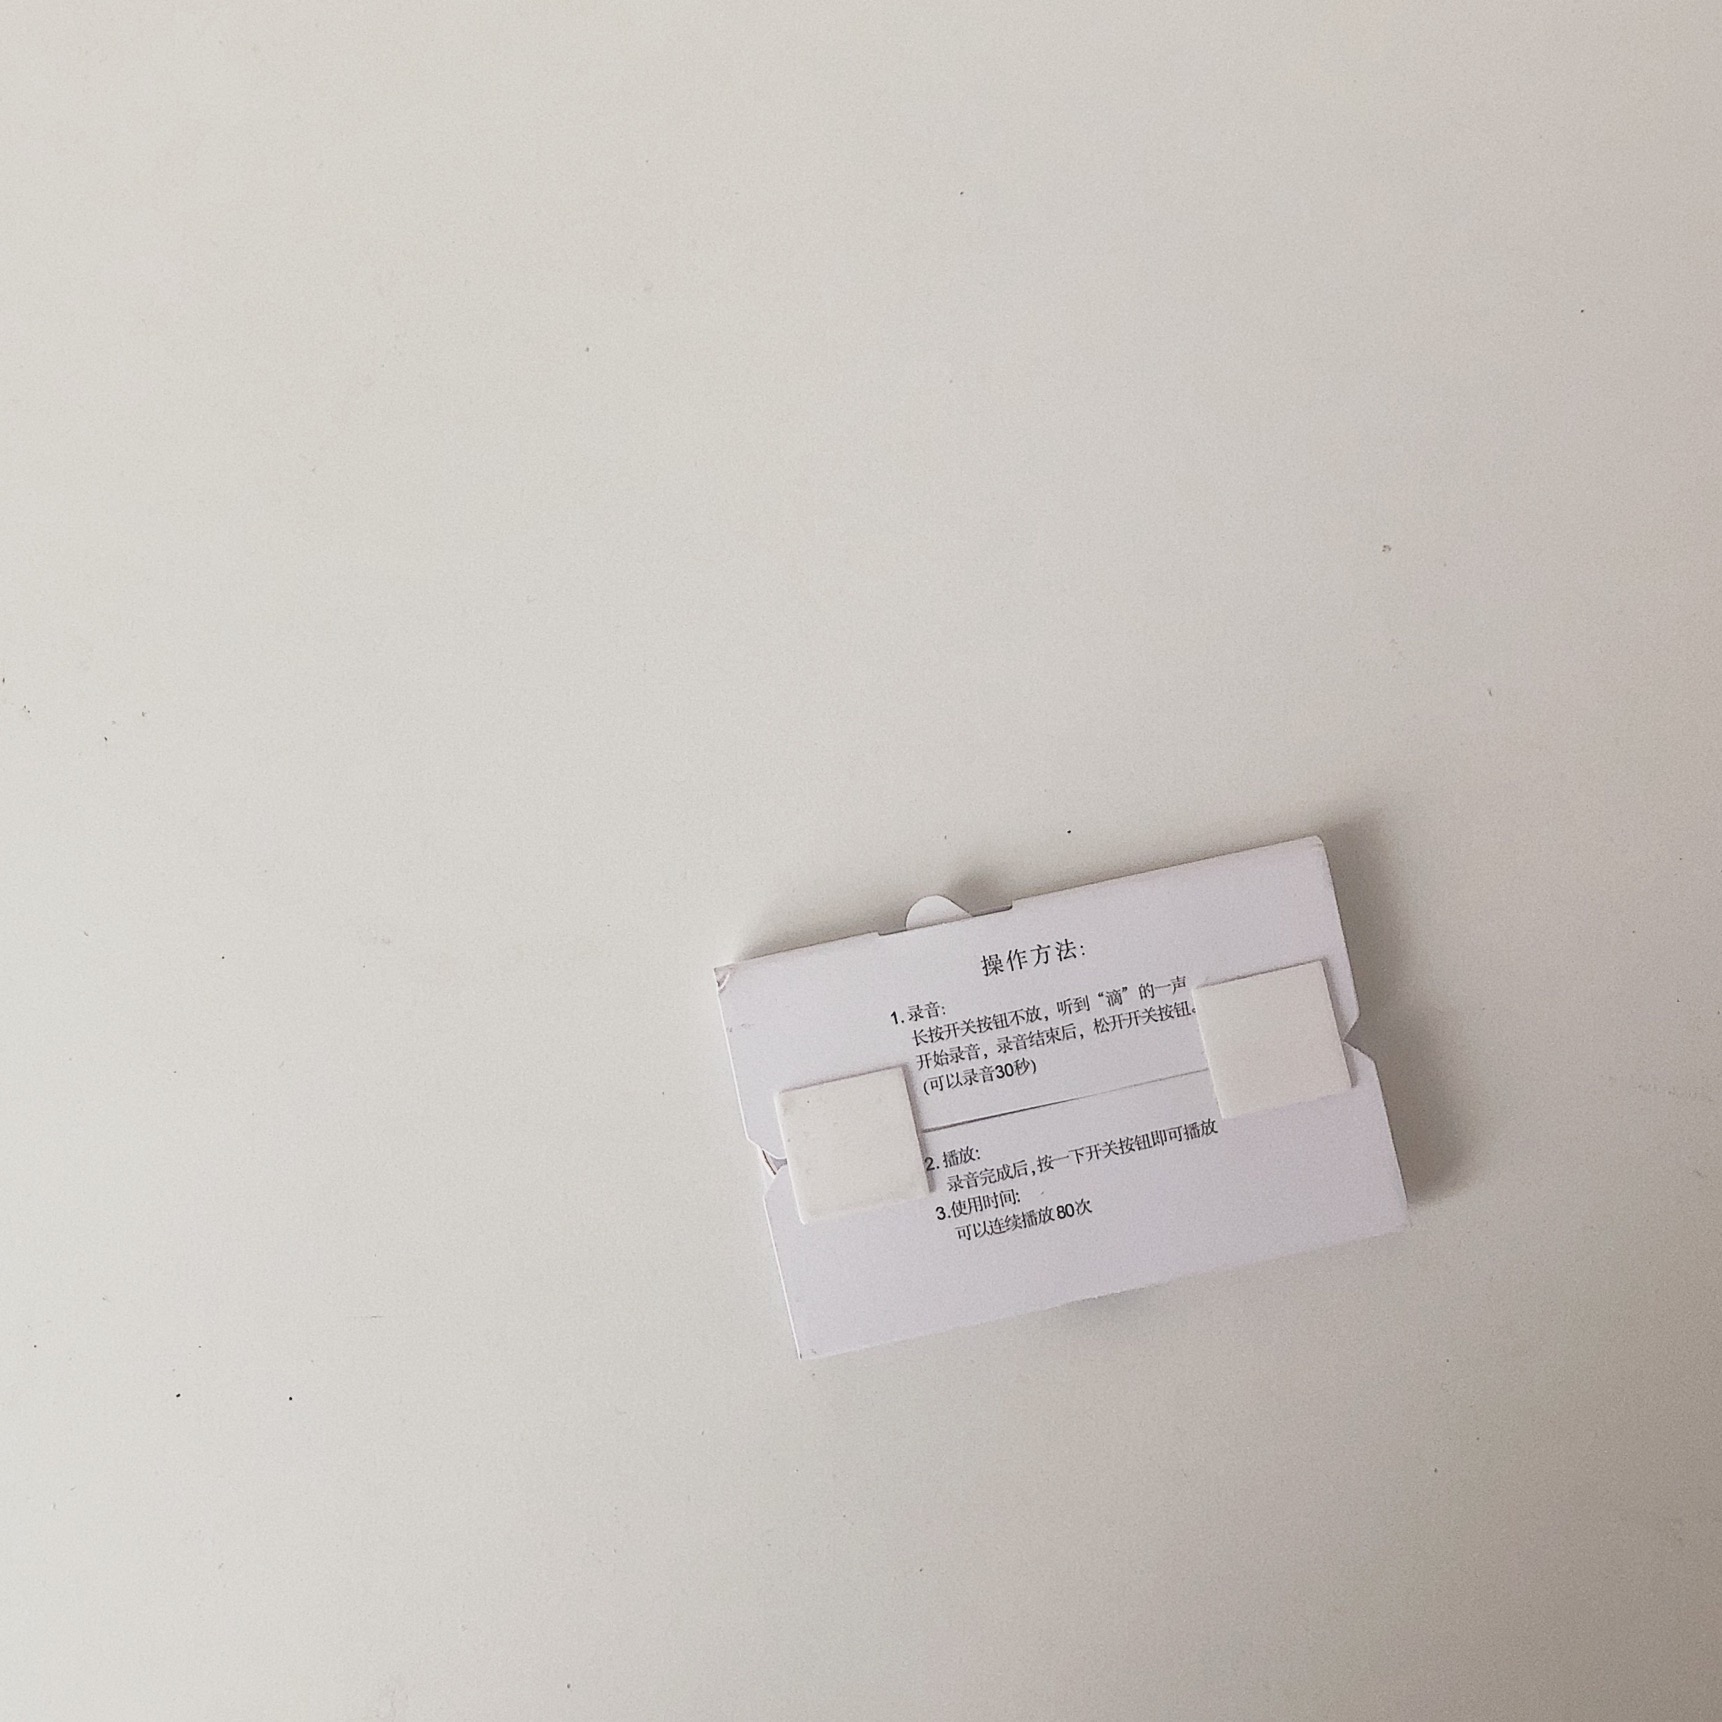 操作方法:
1.录音:
长按开关按钮不放，听到“滴”的一声
开始录音，录音结束后，松开开关按钮。
(可以录音30秒)
2.播放:
录音完成后,按一下开关按钮即可播放
3.使用时间:
可以连续播放80次